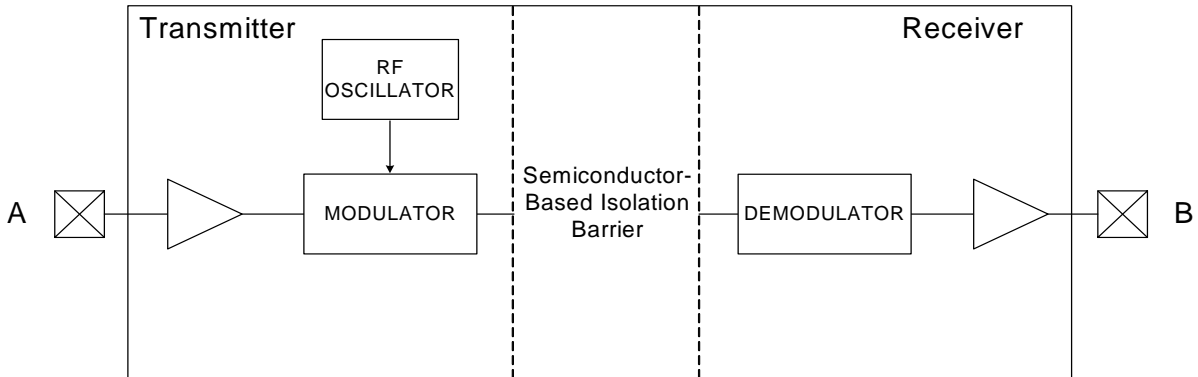 Transmitter
Receiver
RF
OSCILLATOR
A
MODULATOR
Semiconductor-
Based Isolation
Barrier
DEMODULATOR
B